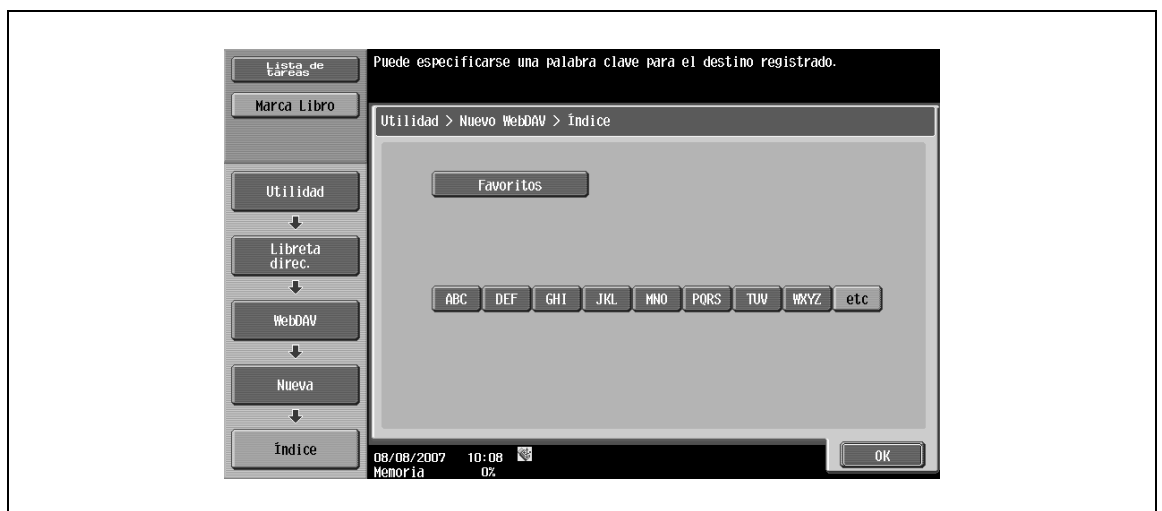 Lista de
tareas
Puede especificarse una palabra clave para el destino registrado.
Marca Libro
Utilidad > Nuevo WebDAV > Índice
Utilidad
Favoritos
Libreta
direc.
ABC DEF GHI JKL MNO PQRS TUV WXYZ etc
WebDAV
Nueva
Índice
08/08/2007 10:08
Memoria 0%
OK